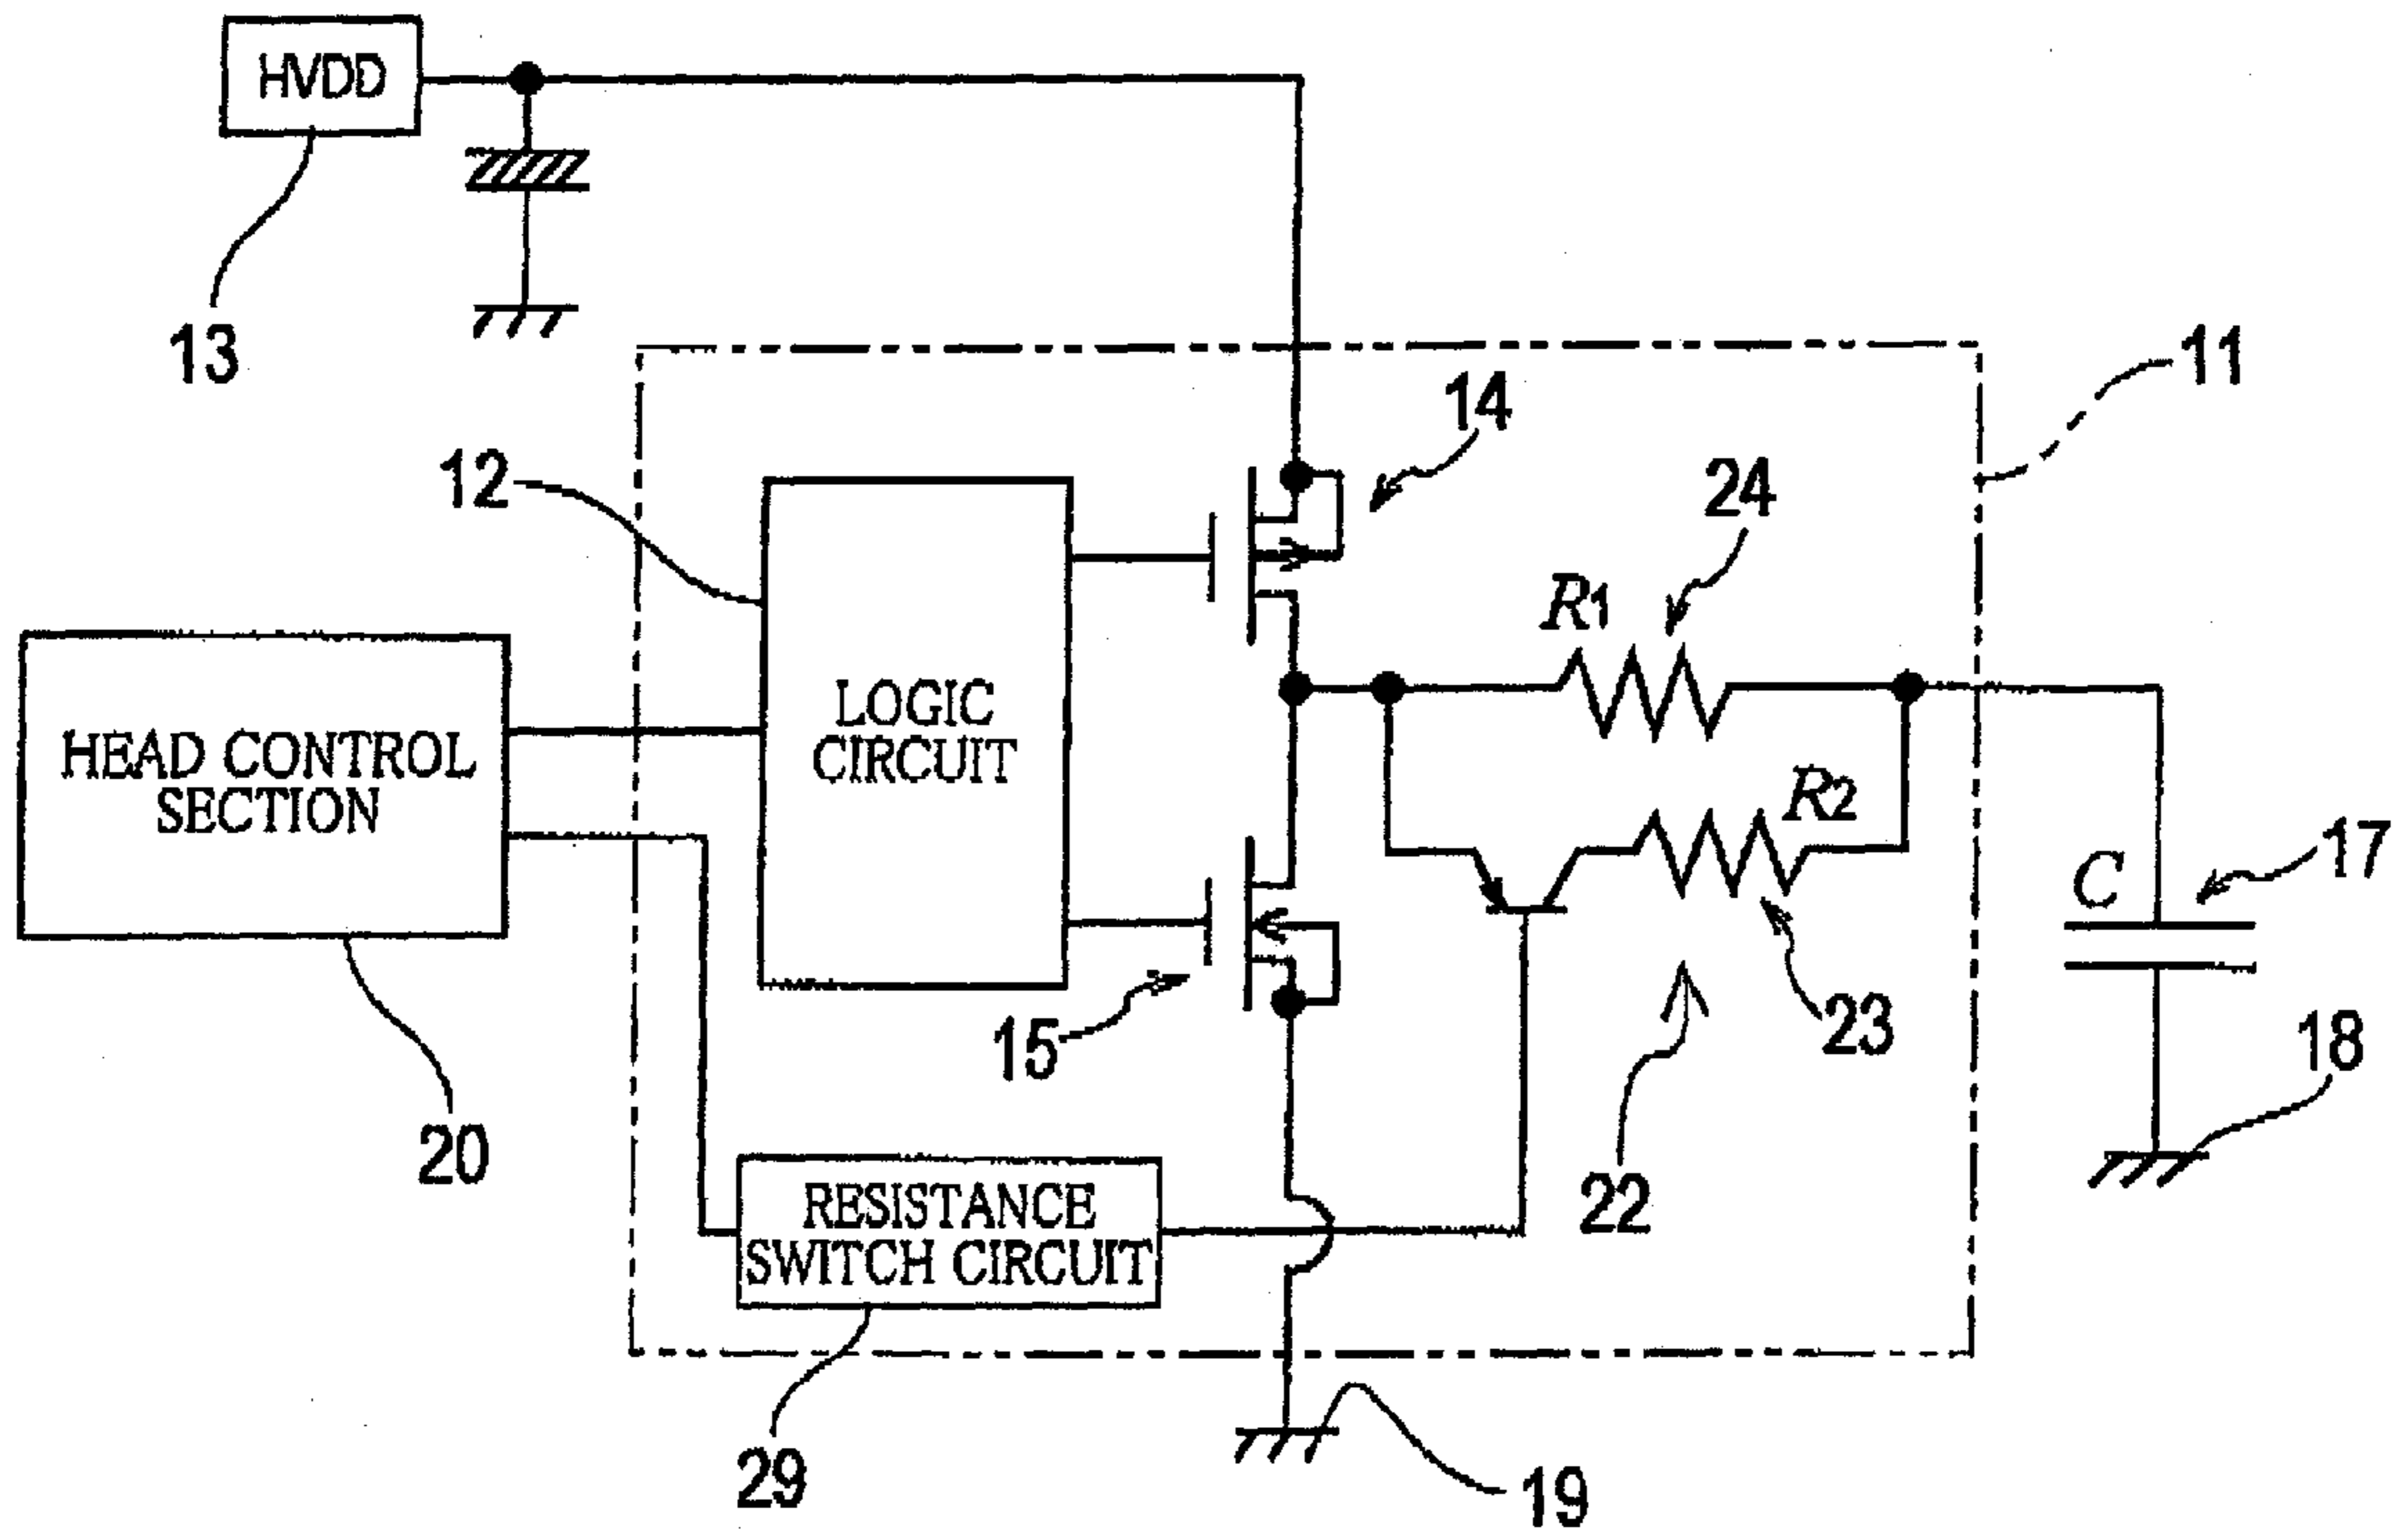 HVDD
13
11
14
12
24
R1
LOGIC
CIRCUIT
HEAD CONTROL
SECTION
R2
17
C
15
23
18
20
22
RESISTANCE
SWITCH CIRCUIT
29
19